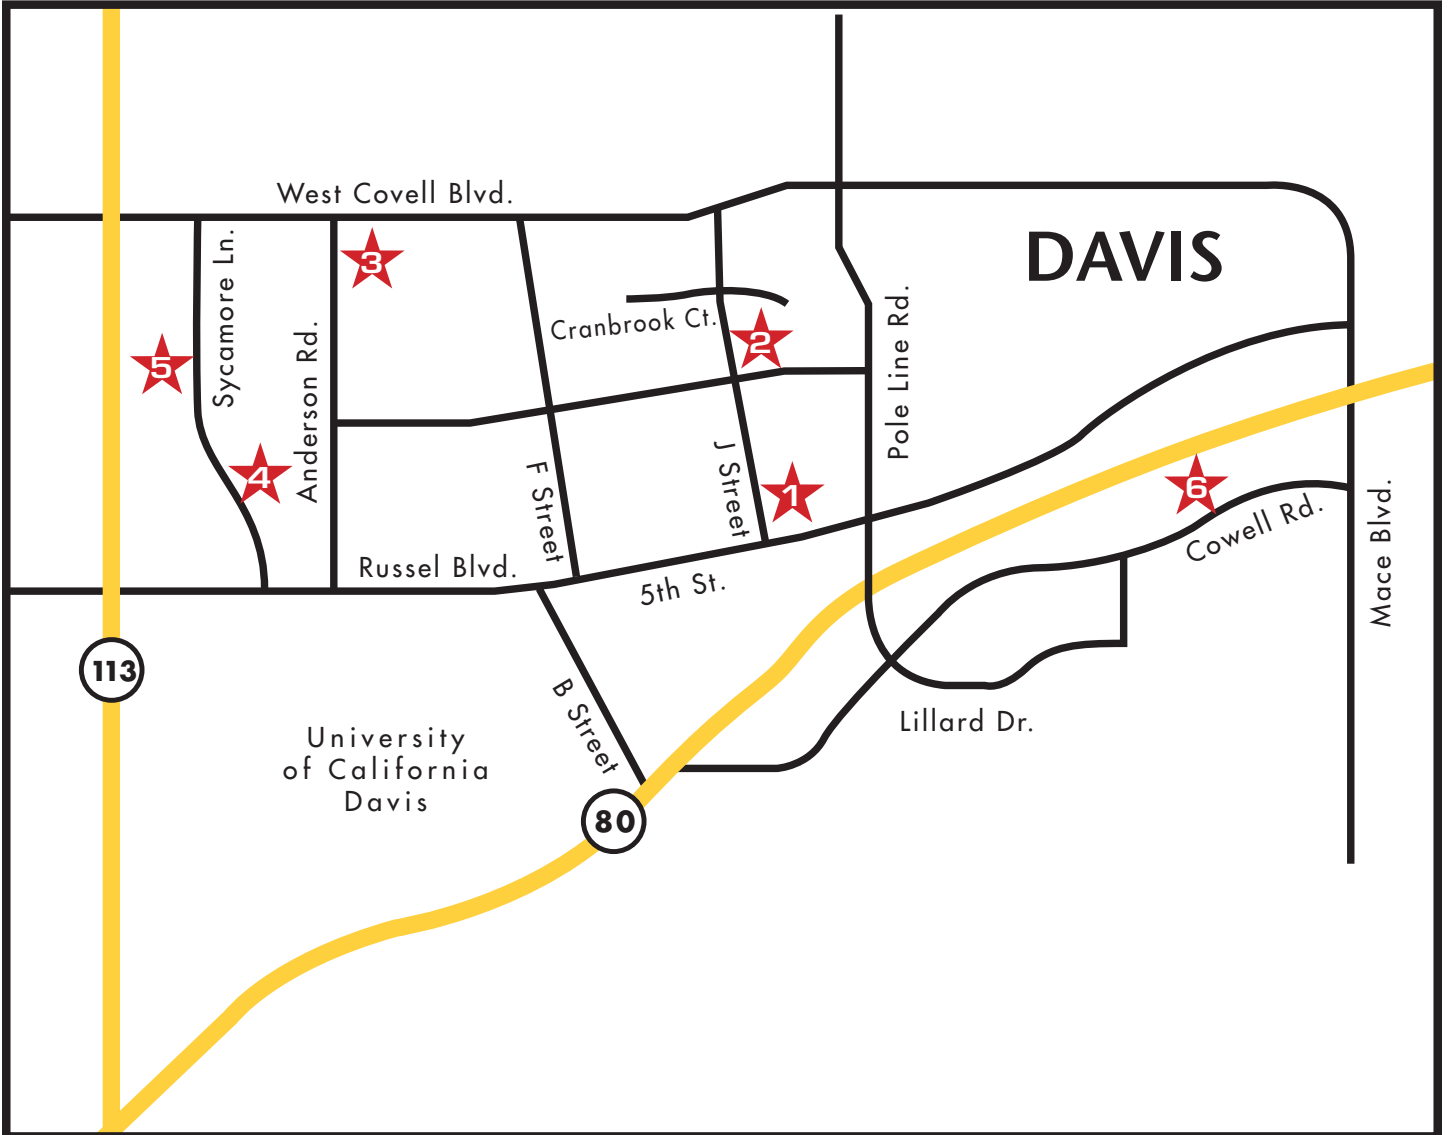 West Covell Blvd.
DAVIS
Sycamore Ln.
3
Anderson Rd.
Cranbrook Ct.
2
Pole Line Rd.
5
4
F Street
J Street
1
6
Cowell Rd.
Mace Blvd.
Russel Blvd.
5th St.
113
B Street
Lillard Dr.
University
of California
Davis
80